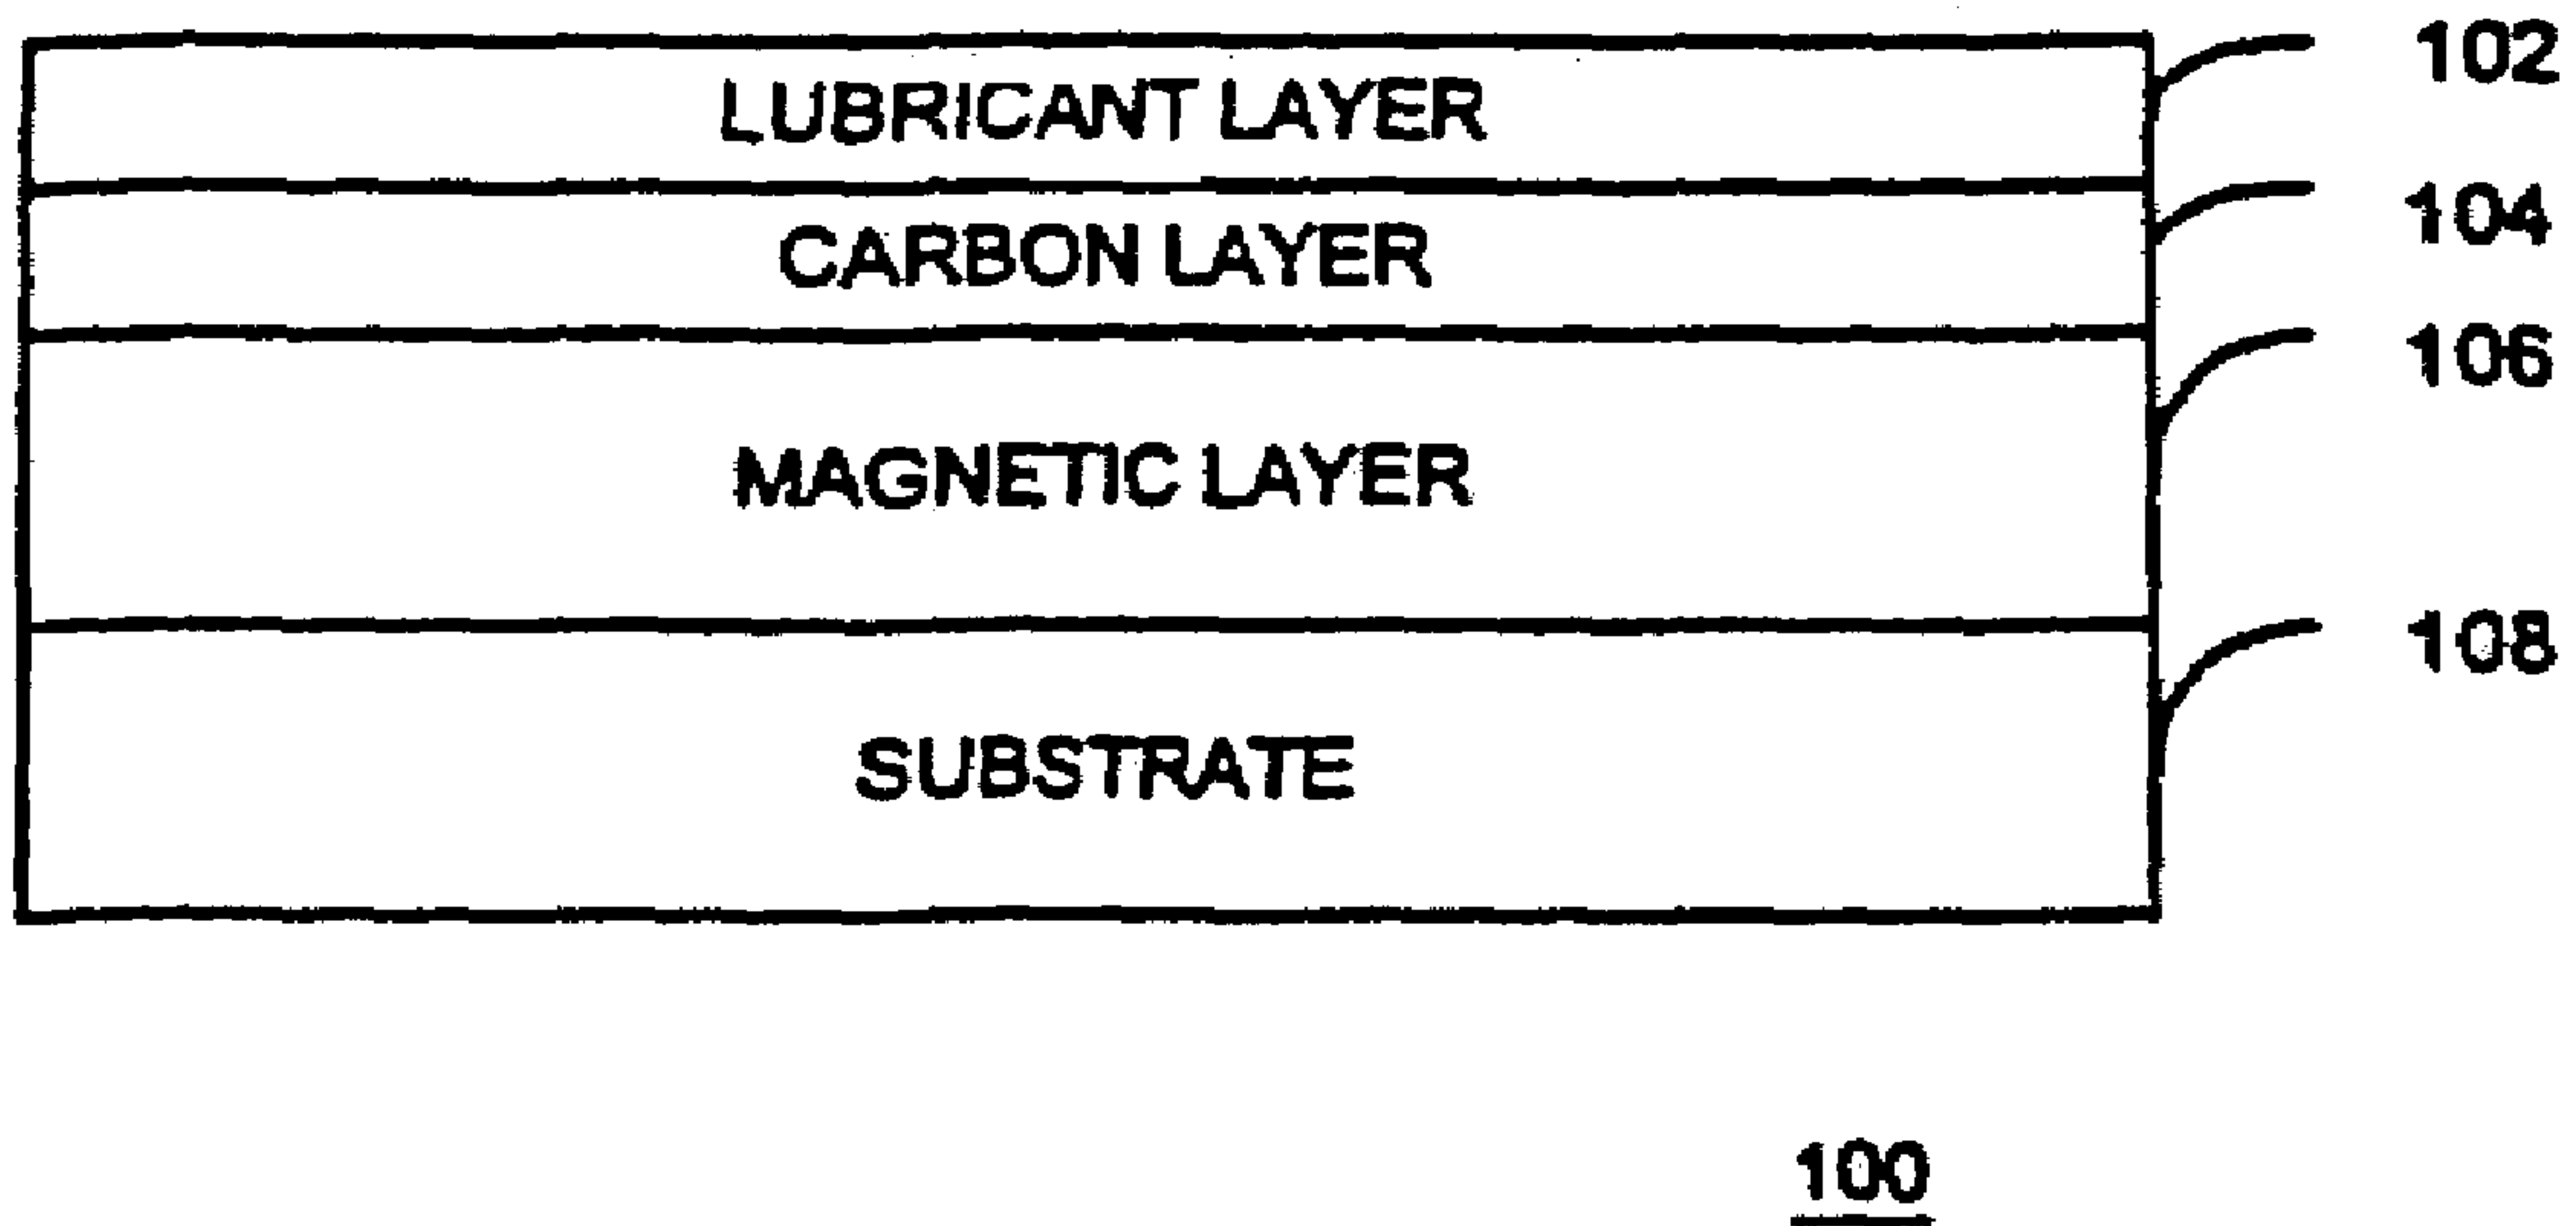 LUBRICANT LAYER 102
CARBON LAYER 104
MAGNETIC LAYER 106
SUBSTRATE 108
100